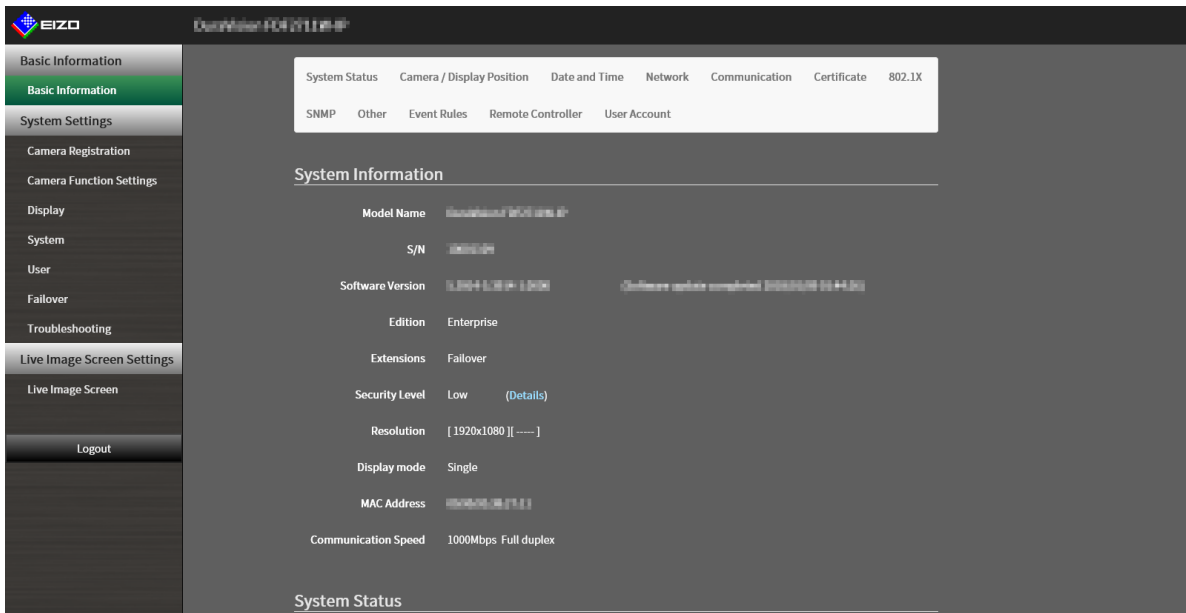 EIZO
Basic Information
Basic Information
System Settings
Camera Registration
Camera Function Settings
Display
System
User
Failover
Troubleshooting
Live Image Screen Settings
Live Image Screen
Logout
System Status Camera / Display Position Date and Time Network Communication Certificate 802.1X
SNMP Other Event Rules Remote Controller User Account
System Information
Model Name
S/N
Software Version
Edition Enterprise
Extensions Failover
Security Level Low (Details)
Resolution [ 1920x1080 ][ ----- ]
Display mode Single
MAC Address
Communication Speed 1000Mbps Full duplex
System Status